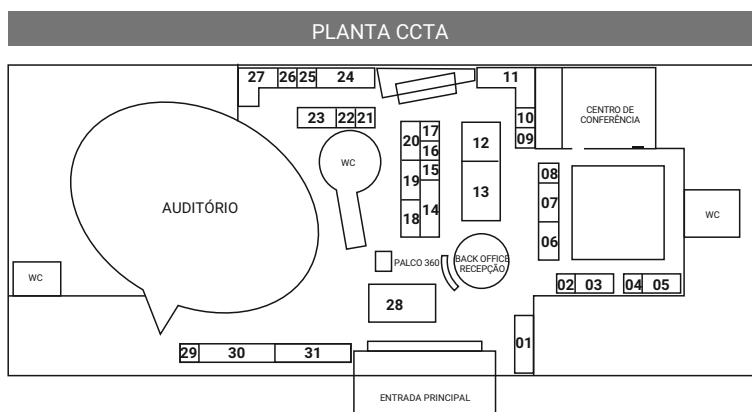 PLANTA CCTA
27
26
25
24
11
23
22
21
17
20
16
12
10
09
CENTRO DE
CONFERÊNCIA
WC
15
19
13
14
18
08
07
06
AUDITÓRIO
WC
WC
PALCO 360
BACK OFFICE
RECEPÇÃO
02
03
04
05
28
01
29
30
31
ENTRADA PRINCIPAL